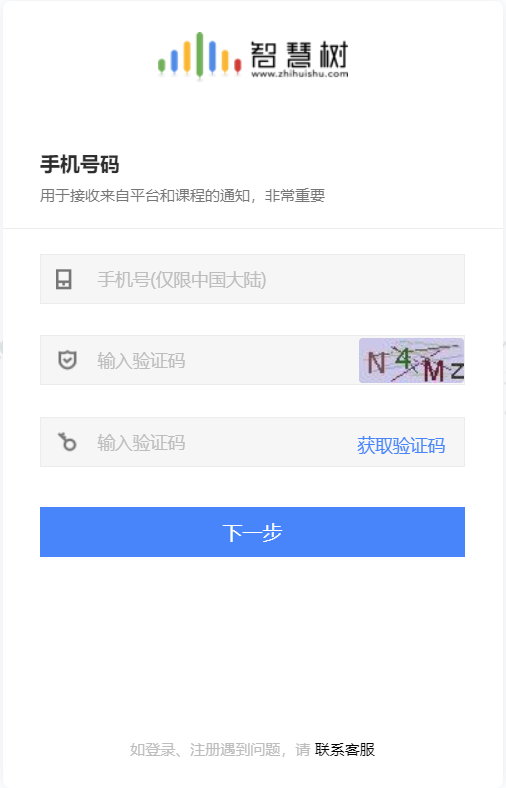 智慧树
www.zhihuishu.com
手机号码
用于接收来自平台和课程的通知，非常重要
手机号(仅限中国大陆)
输入验证码
N4Mz
输入验证码
获取验证码
下一步
如登录、注册遇到问题，请 联系客服